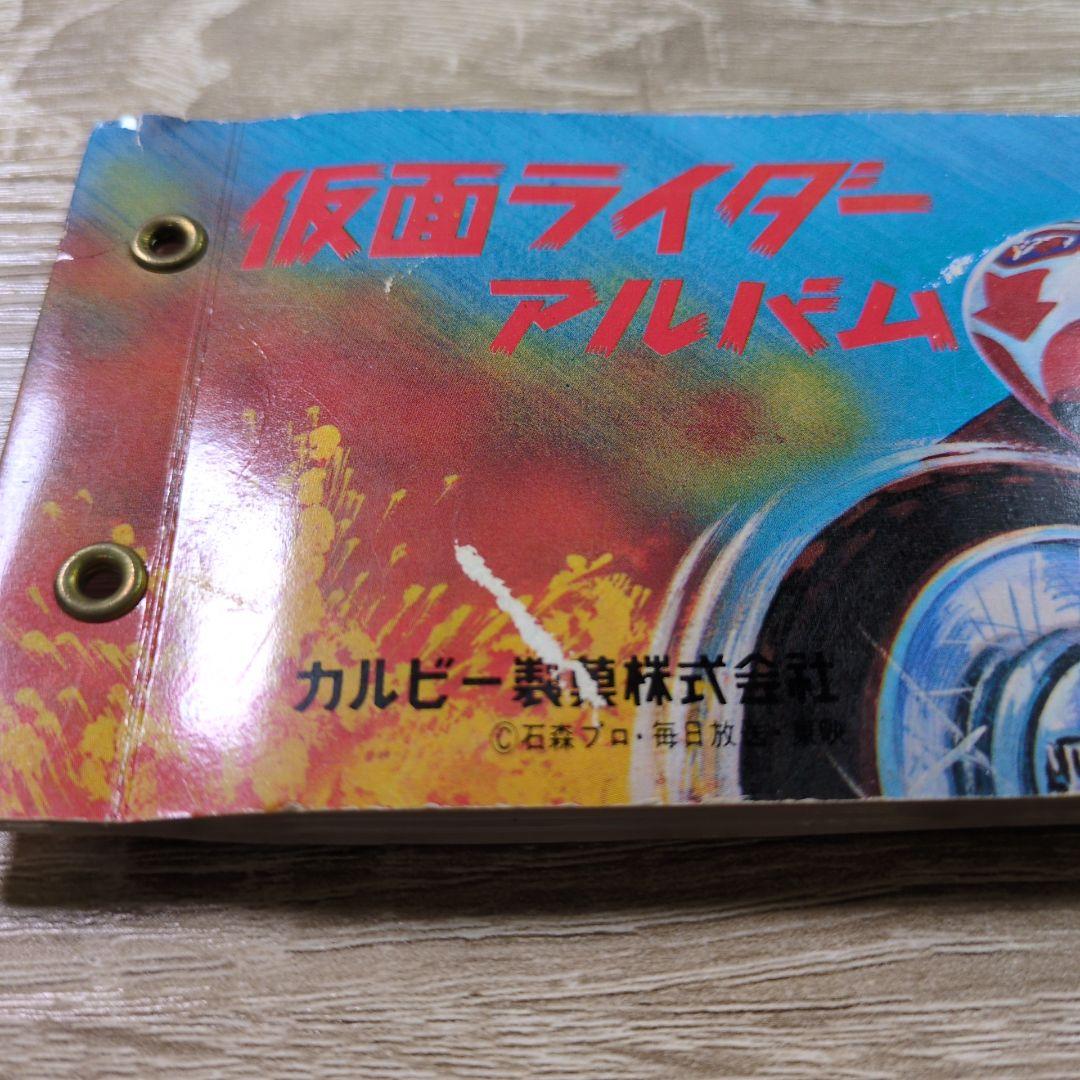 仮面ライダー
アルバム
カルビー製菓株式会社
©石森プロ・毎日放送・東映